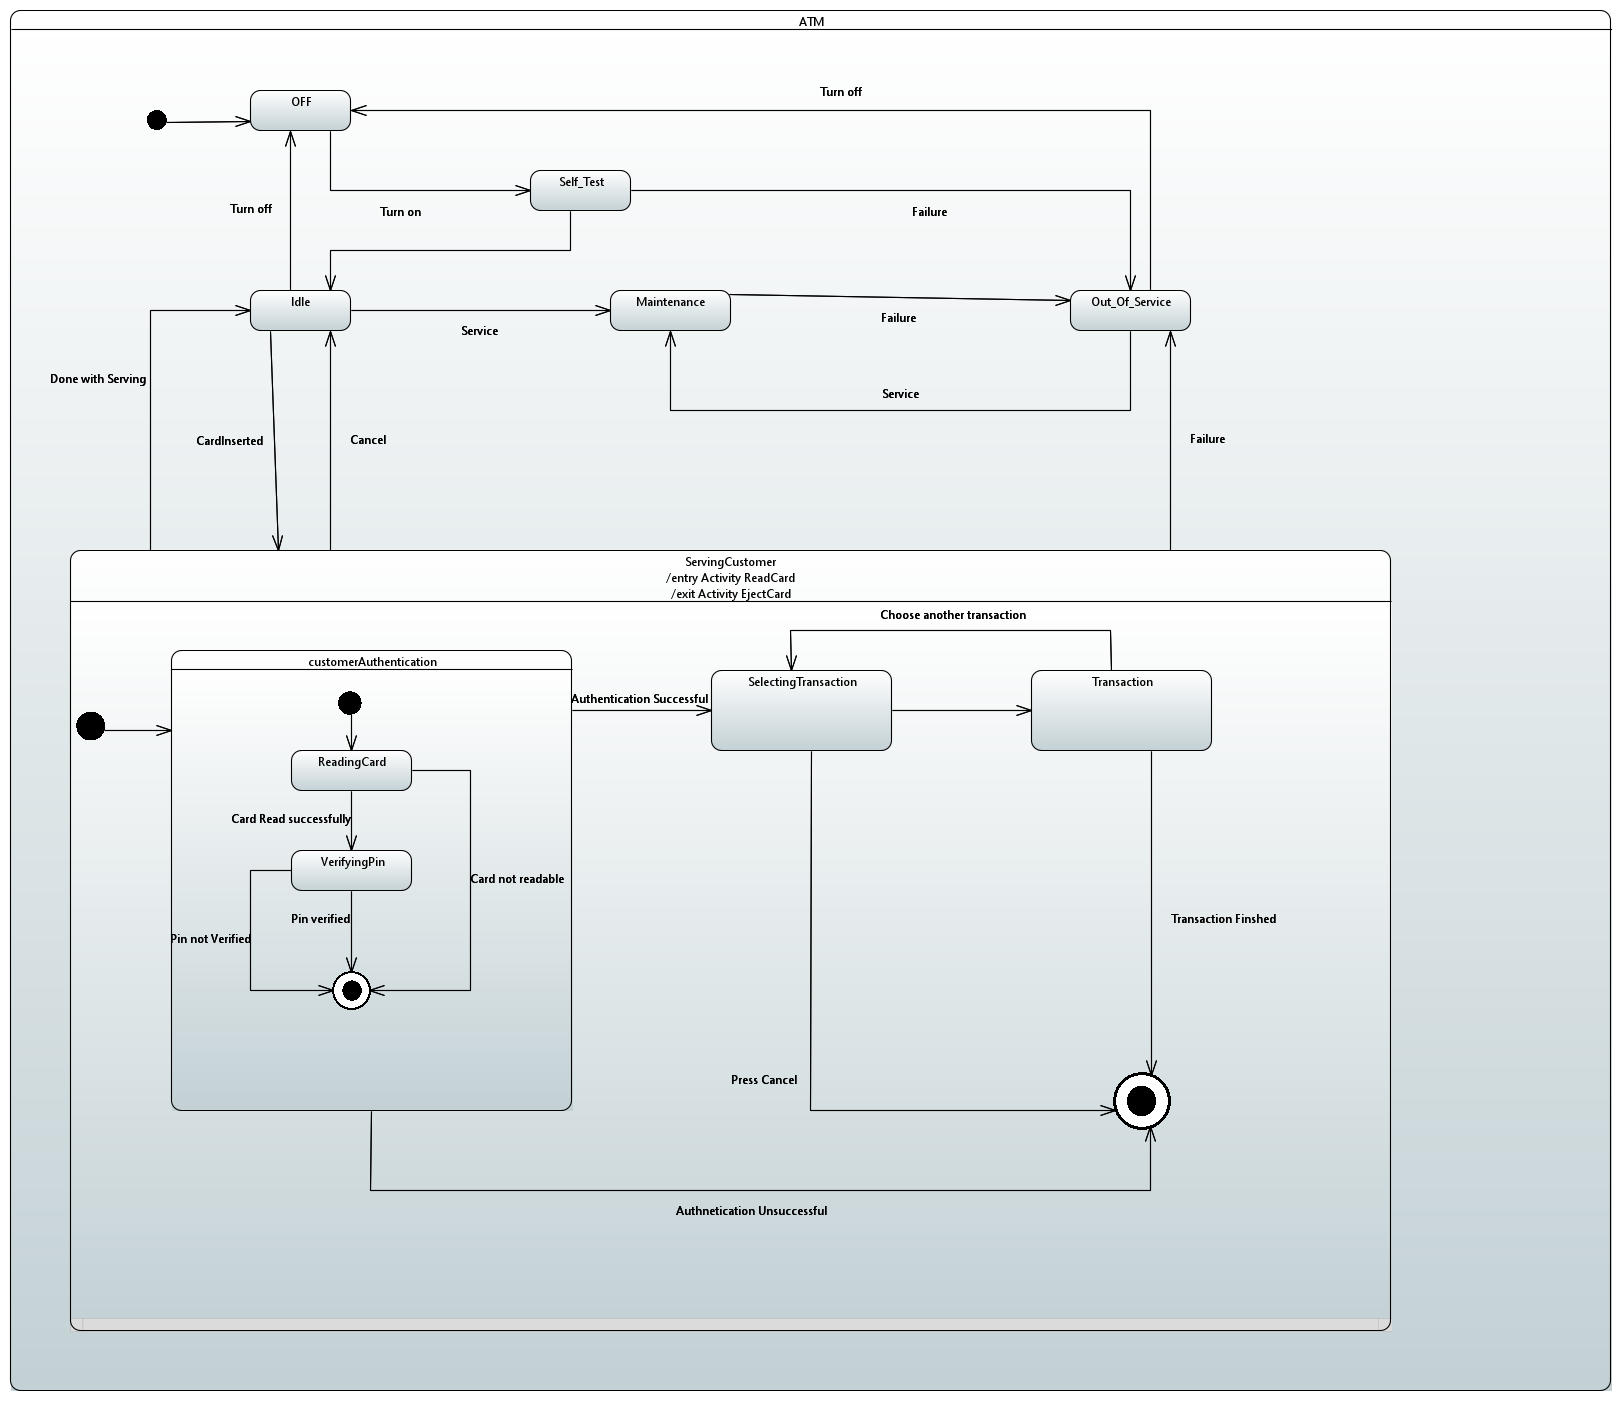 ATM
Turn off
OFF
Self_Test
Turn off
Turn on
Failure
Idle
Maintenance
Out_Of_Service
Service
Failure
Done with Serving
Service
CardInserted
Cancel
Failure
ServingCustomer
/entry Activity ReadCard
/exit Activity EjectCard
Choose another transaction
customerAuthentication
SelectingTransaction
Transaction
Authentication Successful
ReadingCard
Card Read successfully
VerifyingPin
Card not readable
Pin verified
Pin not Verified
Transaction Finshed
Press Cancel
Authnetication Unsuccessful